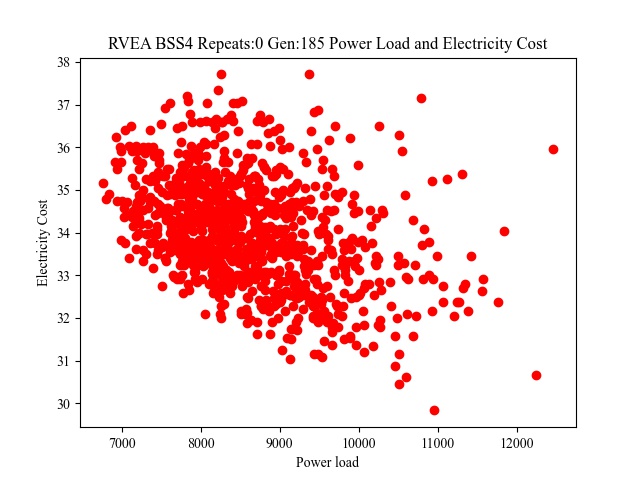 RVEA BSS4 Repeats:0 Gen:185 Power Load and Electricity Cost
38
37
36
35
34
33
32
31
30
Electricity Cost
7000 8000 9000 10000 11000 12000
Power load